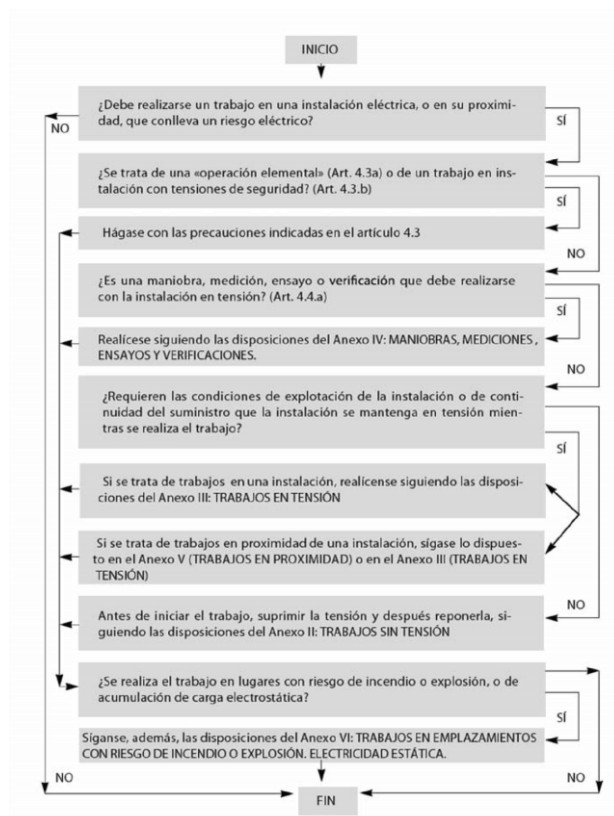 INICIO
¿Debe realizarse un trabajo en una instalación eléctrica, o en su proximi-
dad, que conlleva un riesgo eléctrico?
NO
SÍ
¿Se trata de una «operación elemental» (Art. 4.3a) o de un trabajo en ins-
talación con tensiones de seguridad? (Art. 4.3.b)
SÍ
Hágase con las precauciones indicadas en el artículo 4.3
NO
¿Es una maniobra, medición, ensayo o verificación que debe realizarse
con la instalación en tensión? (Art. 4.4.a)
SÍ
Realícese siguiendo las disposiciones del Anexo IV: MANIOBRAS, MEDICIONES ,
ENSAYOS Y VERIFICACIONES.
NO
¿Requieren las condiciones de explotación de la instalación o de conti-
nuidad del suministro que la instalación se mantenga en tensión mien-
tras se realiza el trabajo?
SÍ
Si se trata de trabajos en una instalación, realícense siguiendo las disposi-
ciones del Anexo III: TRABAJOS EN TENSIÓN
Si se trata de trabajos en proximidad de una instalación, sígase lo dispues-
to en el Anexo V (TRABAJOS EN PROXIMIDAD) o en el Anexo III (TRABAJOS EN
TENSIÓN)
NO
Antes de iniciar el trabajo, suprimir la tensión y después reponerla, si-
guiendo las disposiciones del Anexo II: TRABAJOS SIN TENSIÓN
¿Se realiza el trabajo en lugares con riesgo de incendio o explosión, o de
acumulación de carga electrostática?
SÍ
Síganse, además, las disposiciones del Anexo VI: TRABAJOS EN EMPLAZAMIENTOS
CON RIESGO DE INCENDIO O EXPLOSIÓN. ELECTRICIDAD ESTÁTICA.
NO
NO
FIN